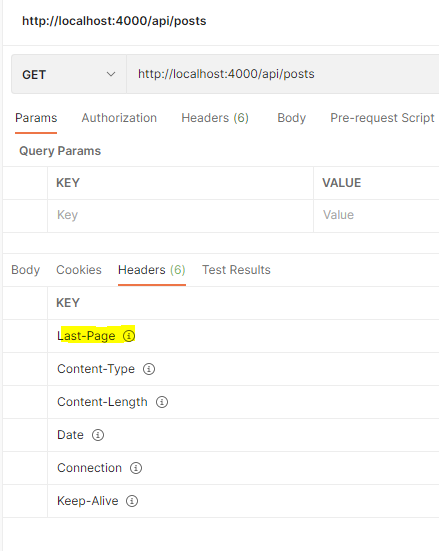 http://localhost:4000/api/posts
GET http://localhost:4000/api/posts
Params Authorization Headers (6) Body Pre-request Script
Query Params
KEY VALUE
Key Value
Body Cookies Headers (6) Test Results
KEY
Last-Page
Content-Type
Content-Length
Date
Connection
Keep-Alive